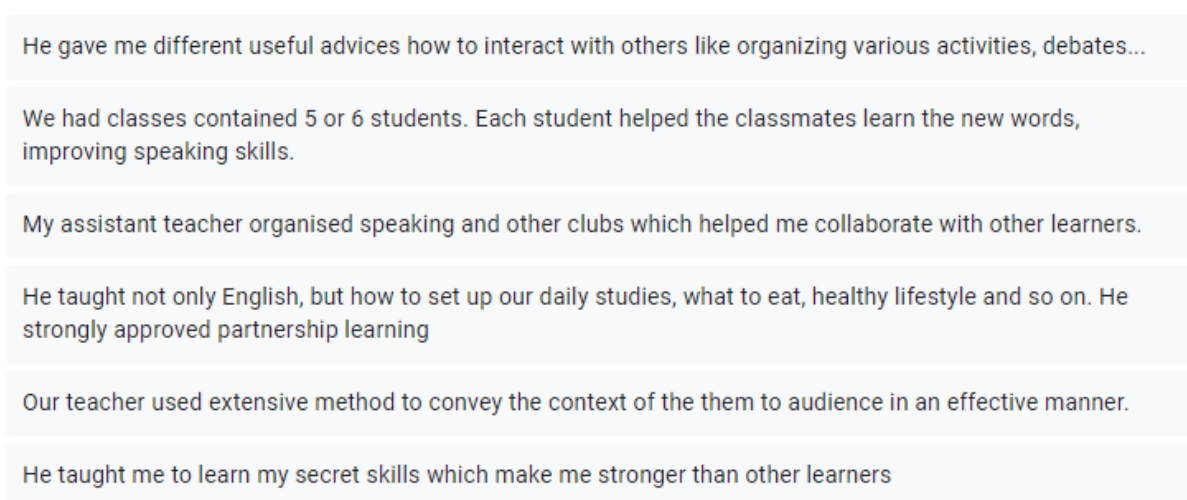 He gave me different useful advices how to interact with others like organizing various activities, debates...
We had classes contained 5 or 6 students. Each student helped the classmates learn the new words,
improving speaking skills.
My assistant teacher organised speaking and other clubs which helped me collaborate with other learners.
He taught not only English, but how to set up our daily studies, what to eat, healthy lifestyle and so on. He
strongly approved partnership learning
Our teacher used extensive method to convey the context of the them to audience in an effective manner.
He taught me to learn my secret skills which make me stronger than other learners